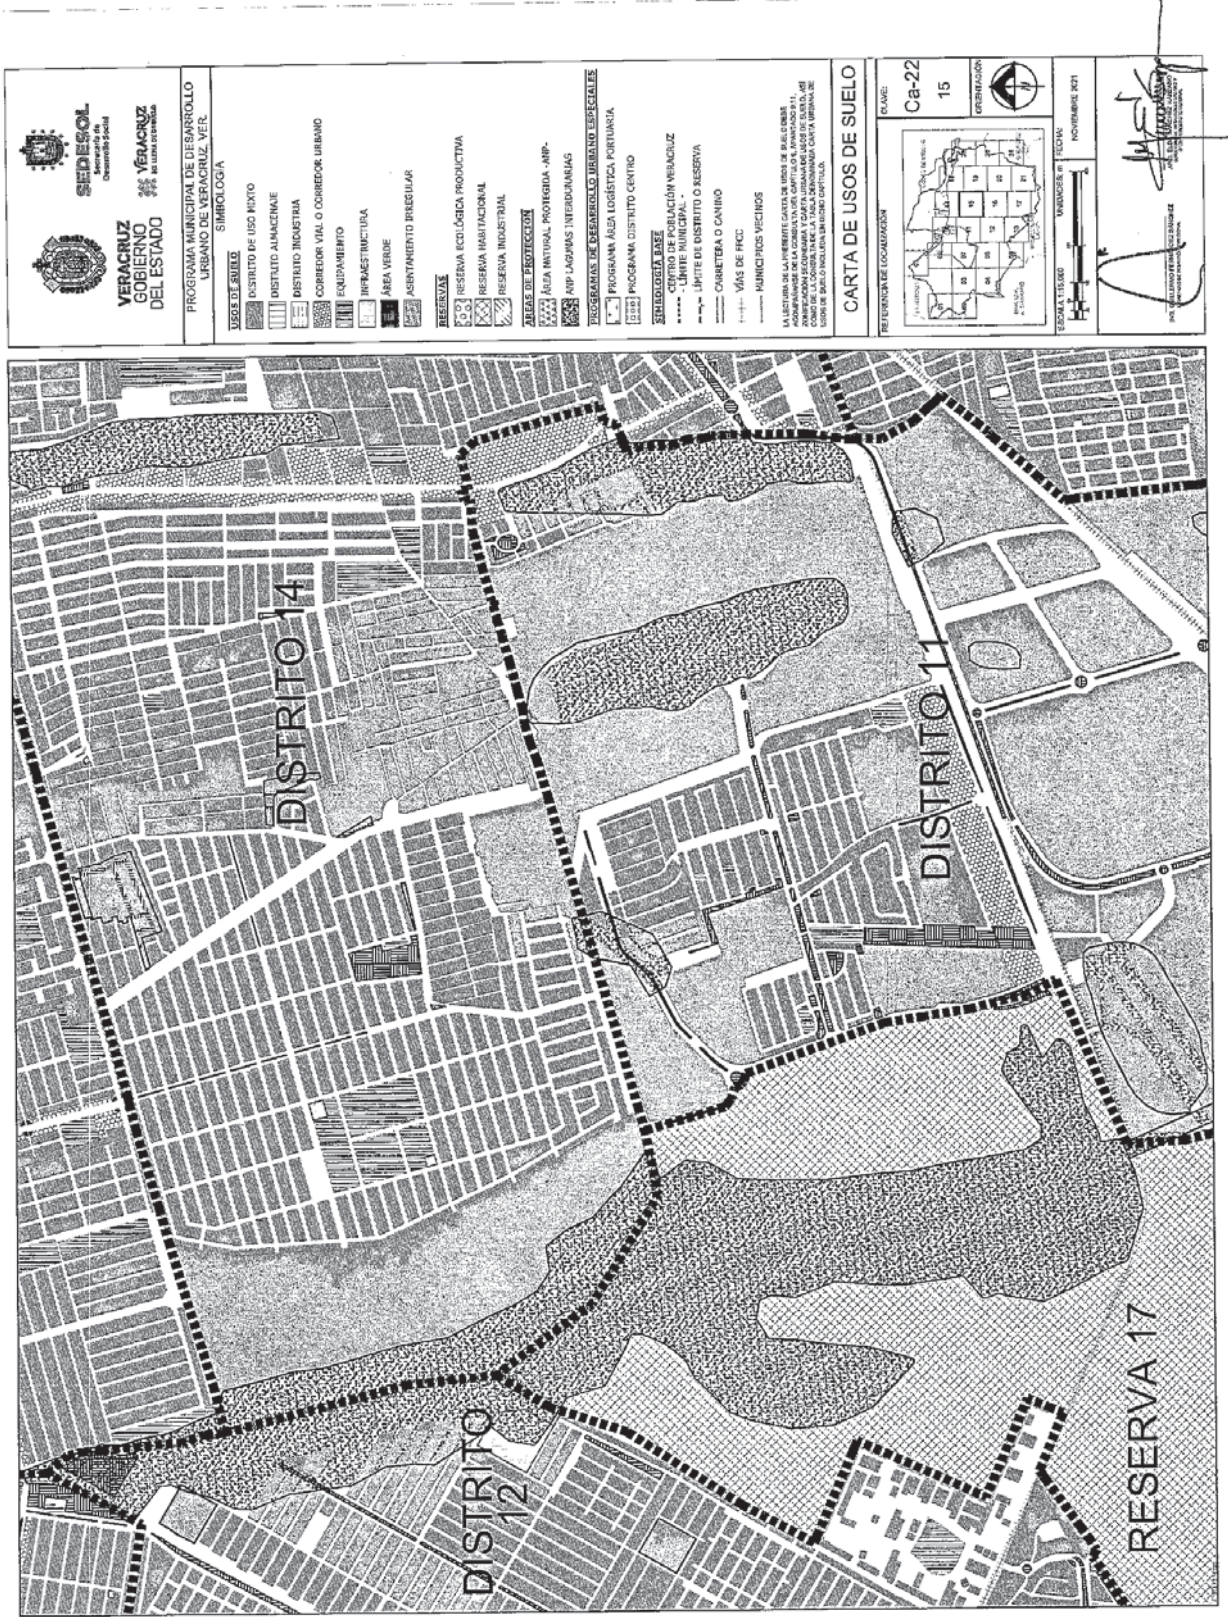 SEDESOL
Secretaría de
Desarrollo Social
VERACRUZ
GOBIERNO
DEL ESTADO
VERACRUZ
PROGRAMA MUNICIPAL DE DESARROLLO
URBANO DE VERACRUZ, VER.
SIMBOLOGÍA
USOS DE SUELO
DISTRITO DE USO MIXTO
DISTRITO INDUSTRIA
CORREDOR VIAL O CORREDOR URBANO
EQUIPAMIENTO
INFRAESTRUCTURA
ÁREA VERDE
ASENTAMIENTO IRREGULAR
RESERVAS
RESERVA ECOLÓGICA PRODUCTIVA
RESERVA HABITACIONAL
RESERVA INDUSTRIAL
ÁREAS DE PROTECCIÓN
ÁREA NATURAL PROTEGIDA -ANP-
ANP LAGUNAS INTERDUNARIAS
PROGRAMAS DE DESARROLLO URBANO ESPECIALES
PROGRAMA ÁREA LOGÍSTICA PORTUARIA
PROGRAMA DISTRITO CENTRO
SIMBOLOGÍA BASE
CENTRO DE POBLACIÓN VERACRUZ
- LÍMITE MUNICIPAL -
LÍMITE DE DISTRITO O RESERVA
CARRETERA O CAMINO
VÍAS DE FFCC
MUNICIPIOS VECINOS
CARTA DE USOS DE SUELO
REFERENCIA DE LOCALIZACIÓN
CLAVE:
Ca-22
15
ORIENTACIÓN
ESCALA 1:15,000
UNIDADES: m
FECHA:
NOVIEMBRE 2021
DISTRITO 14
DISTRITO 11
DISTRITO
12
RESERVA 17